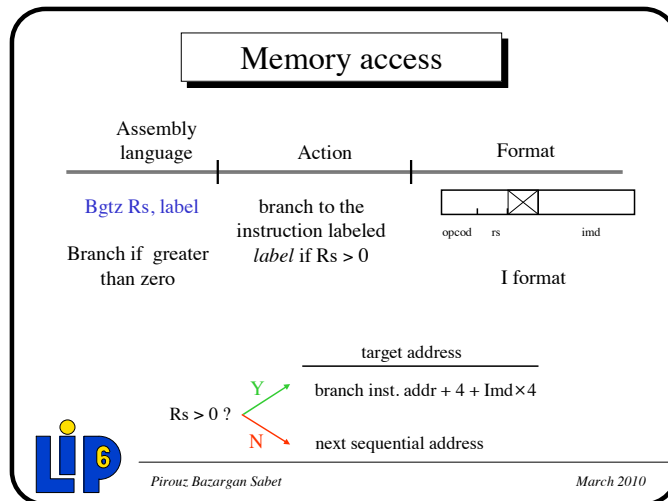 Memory access
Assembly
language
Action
Format
Bgtz Rs, label
branch to the
instruction labeled
label if Rs > 0
opcod rs imd
Branch if greater
than zero
I format
target address
Y
branch inst. addr + 4 + Imd×4
Rs > 0 ?
N
next sequential address
LIP6
Pirouz Bazargan Sabet
March 2010